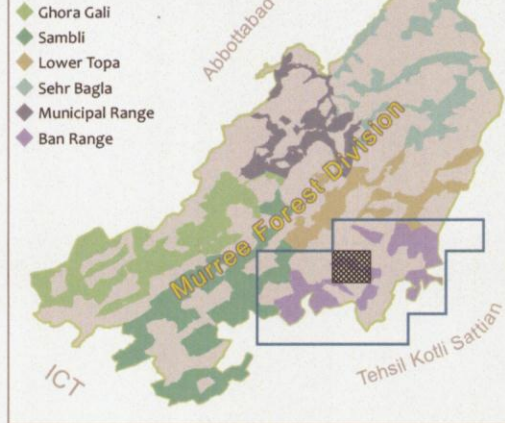 Ghora Gali
Sambli
Lower Topa
Sehr Bagla
Municipal Range
Ban Range
Abbottabad
Murree Forest Division
ICT
Tehsil Kotli Sattian